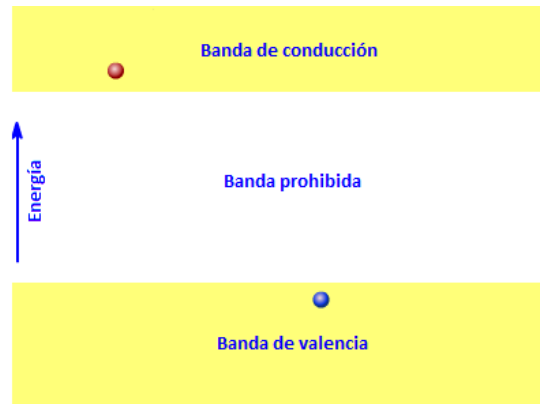 Banda de conducción
Energía
Banda prohibida
Banda de valencia